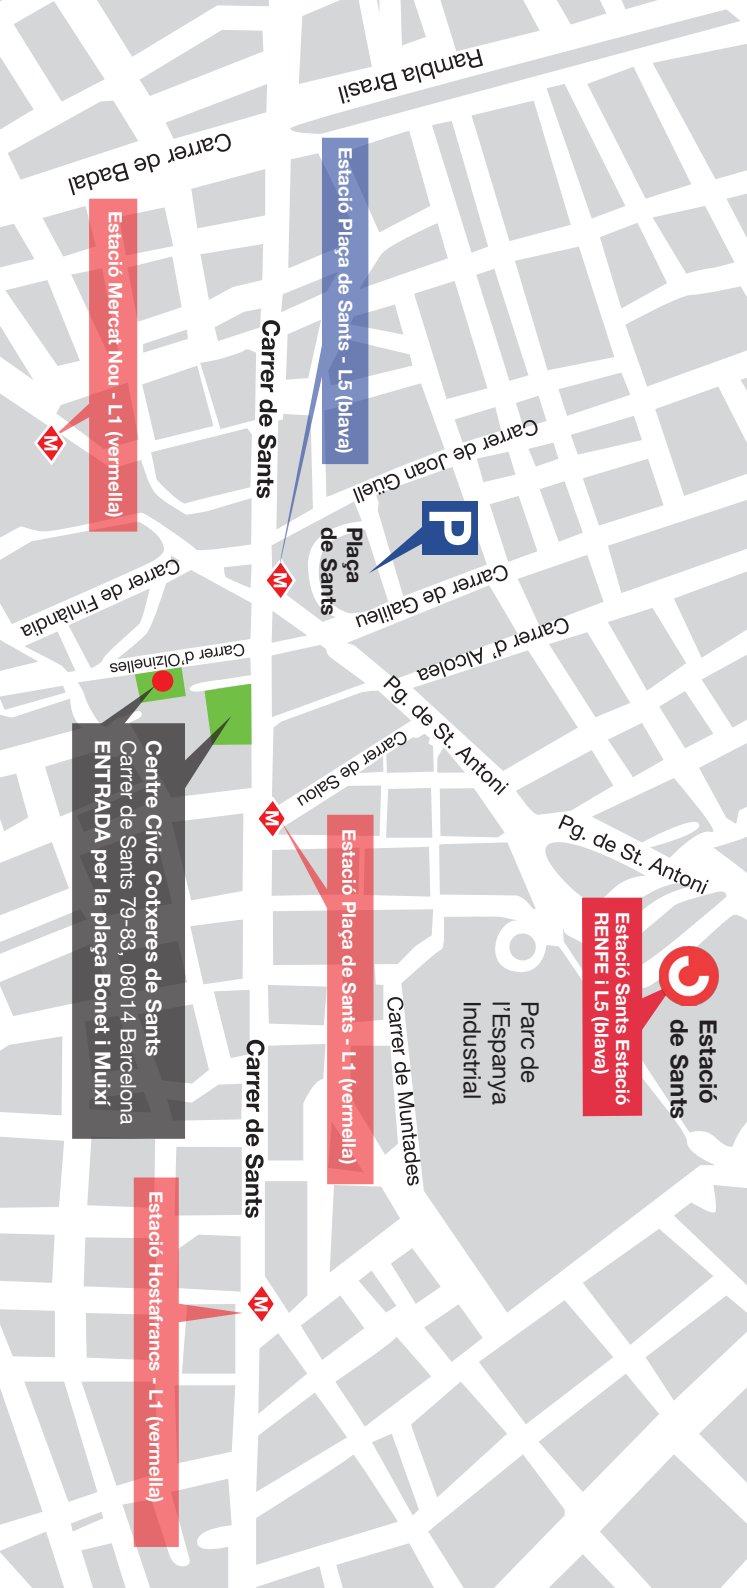 Rambla Brasil
Carrer de Badal
Estació Plaça de Sants - L5 (blava)
Estació Mercat Nou - L1 (vermella)
Carrer de Sants
Carrer de Joan Güell
P
Plaça
de Sants
M
M
Carrer de Galileu
Carrer de Finlàndia
Carrer d' Alcolea
Carrer d'Olzinelles
Pg. de St. Antoni
Carrer de Salou
Centre Cívic Cotxeres de Sants
Carrer de Sants 79-83, 08014 Barcelona
ENTRADA per la plaça Bonet i Muixí
M
Estació Plaça de Sants - L1 (vermella)
Pg. de St. Antoni
Estació Sants Estació
RENFE i L5 (blava)
Estació
de Sants
Parc de
l'Espanya
Industrial
Carrer de Muntades
Carrer de Sants
Estació Hostafrancs - L1 (vermella)
M